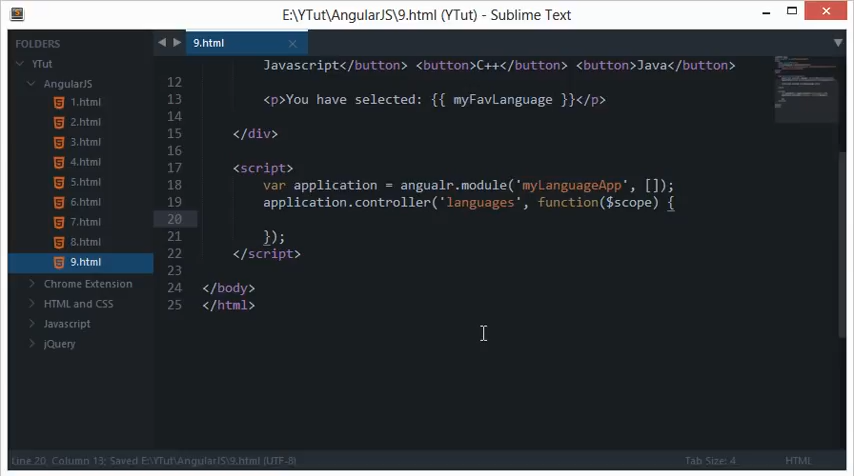 E:\YTut\AngularJS\9.html (YTut) - Sublime Text
FOLDERS
YTut
AngularJS
1.html
2.html
3.html
4.html
5.html
6.html
7.html
8.html
9.html
Chrome Extension
HTML and CSS
Javascript
jQuery
9.html
Javascript</button> <button>C++</button> <button>Java</button>
12
13 <p>You have selected: {{ myFavLanguage }}</p>
14
15 </div>
16
17 <script>
18 var application = angualr.module('myLanguageApp', []);
19 application.controller('languages', function($scope) {
20
21 });
22 </script>
23
24 </body>
25 </html>
Line 20, Column 13; Saved E:\YTut\AngularJS\9.html (UTF-8)
Tab Size: 4
HTML